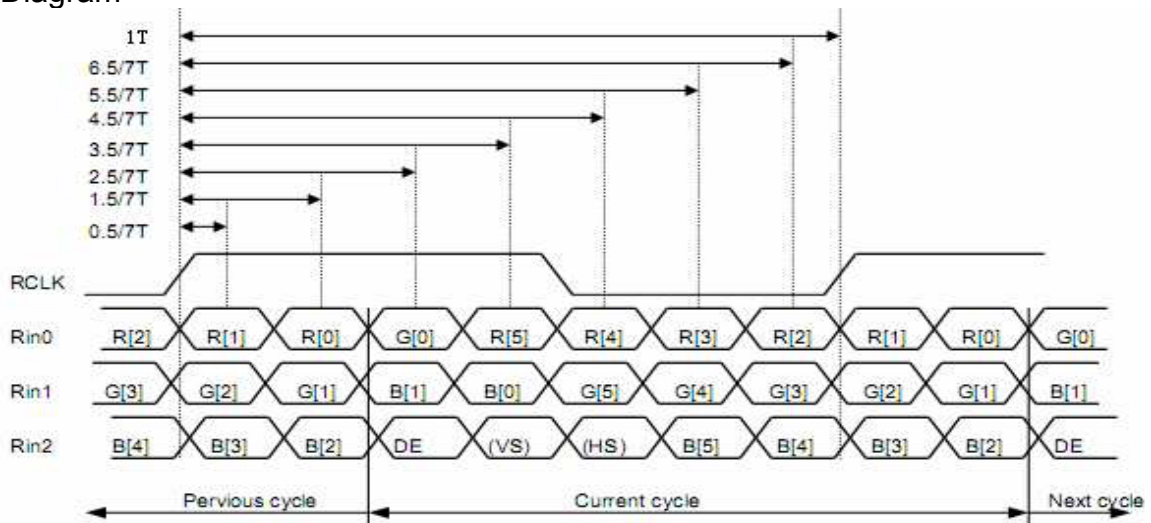 Diagram
1T
6.5/7T
5.5/7T
4.5/7T
3.5/7T
2.5/7T
1.5/7T
0.5/7T
RCLK
Rin0 R[2] R[1] R[0] G[0] R[5] R[4] R[3] R[2] R[1] R[0] G[0]
Rin1 G[3] G[2] G[1] B[1] B[0] G[5] G[4] G[3] G[2] G[1] B[1]
Rin2 B[4] B[3] B[2] DE (VS) (HS) B[5] B[4] B[3] B[2] DE
Pervious cycle Current cycle Next cycle